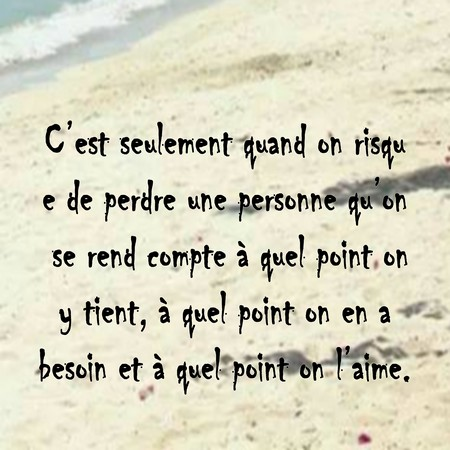 C'est seulement quand on risqu
e de perdre une personne qu'on
se rend compte à quel point on
y tient, à quel point on en a
besoin et à quel point on l'aime.